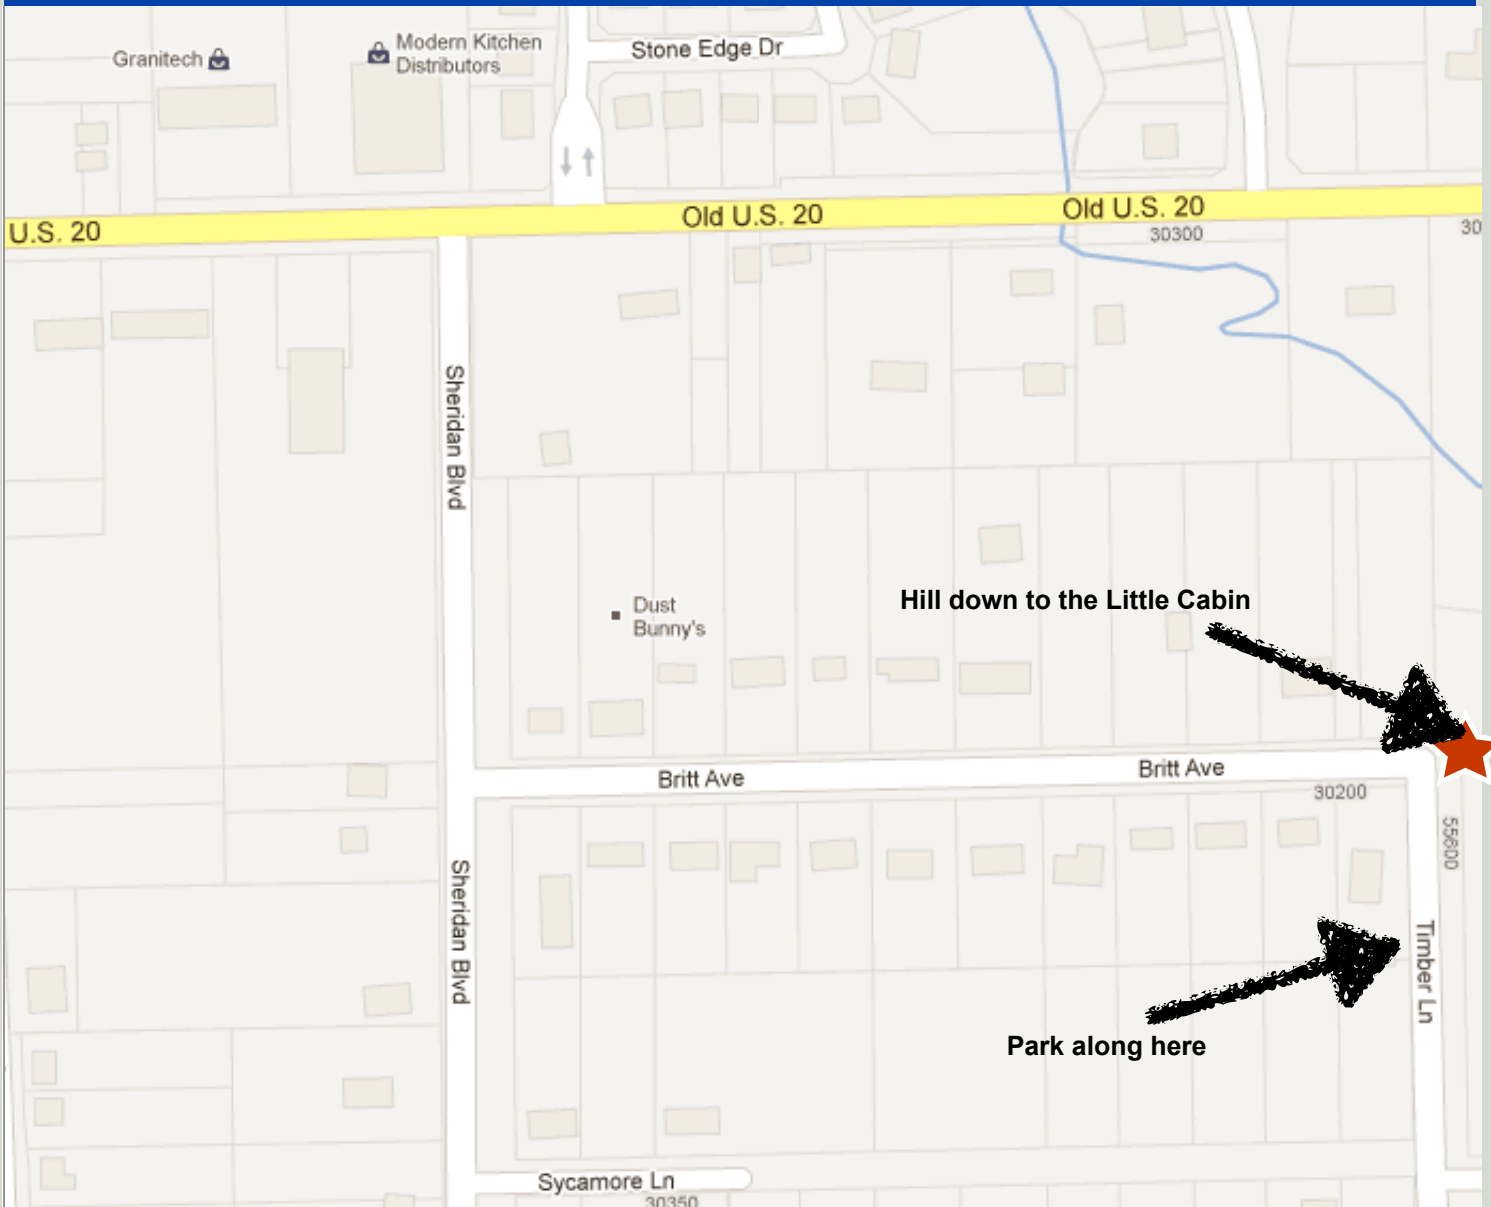 Granitech
Modern Kitchen
Distributors
Stone Edge Dr
U.S. 20
Old U.S. 20
Old U.S. 20
30300
30
Sheridan Blvd
Dust
Bunny's
Hill down to the Little Cabin
Britt Ave
Britt Ave
30200
55600
Sheridan Blvd
Timber Ln
Park along here
Sycamore Ln
30350